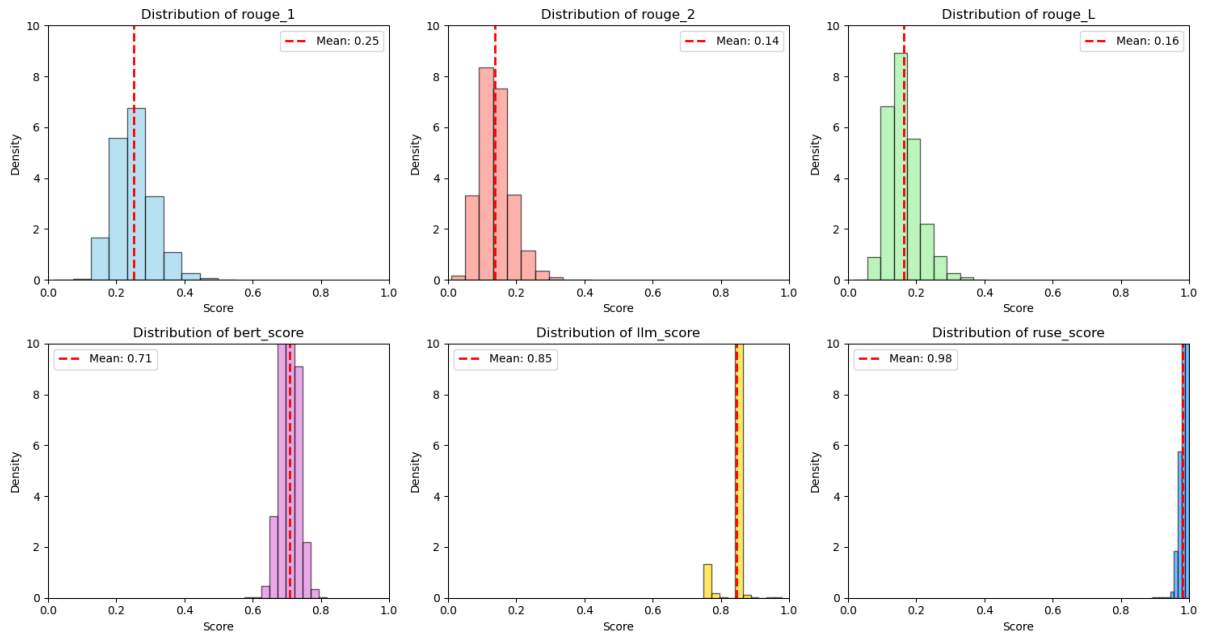 Distribution of rouge_1
Mean: 0.25
Density
10
8
6
4
2
0
0.0 0.2 0.4 0.6 0.8 1.0
Score
Distribution of rouge_2
Mean: 0.14
Density
10
8
6
4
2
0
0.0 0.2 0.4 0.6 0.8 1.0
Score
Distribution of rouge_L
Mean: 0.16
Density
10
8
6
4
2
0
0.0 0.2 0.4 0.6 0.8 1.0
Score
Distribution of bert_score
Mean: 0.71
Density
10
8
6
4
2
0
0.0 0.2 0.4 0.6 0.8 1.0
Score
Distribution of llm_score
Mean: 0.85
Density
10
8
6
4
2
0
0.0 0.2 0.4 0.6 0.8 1.0
Score
Distribution of ruse_score
Mean: 0.98
Density
10
8
6
4
2
0
0.0 0.2 0.4 0.6 0.8 1.0
Score